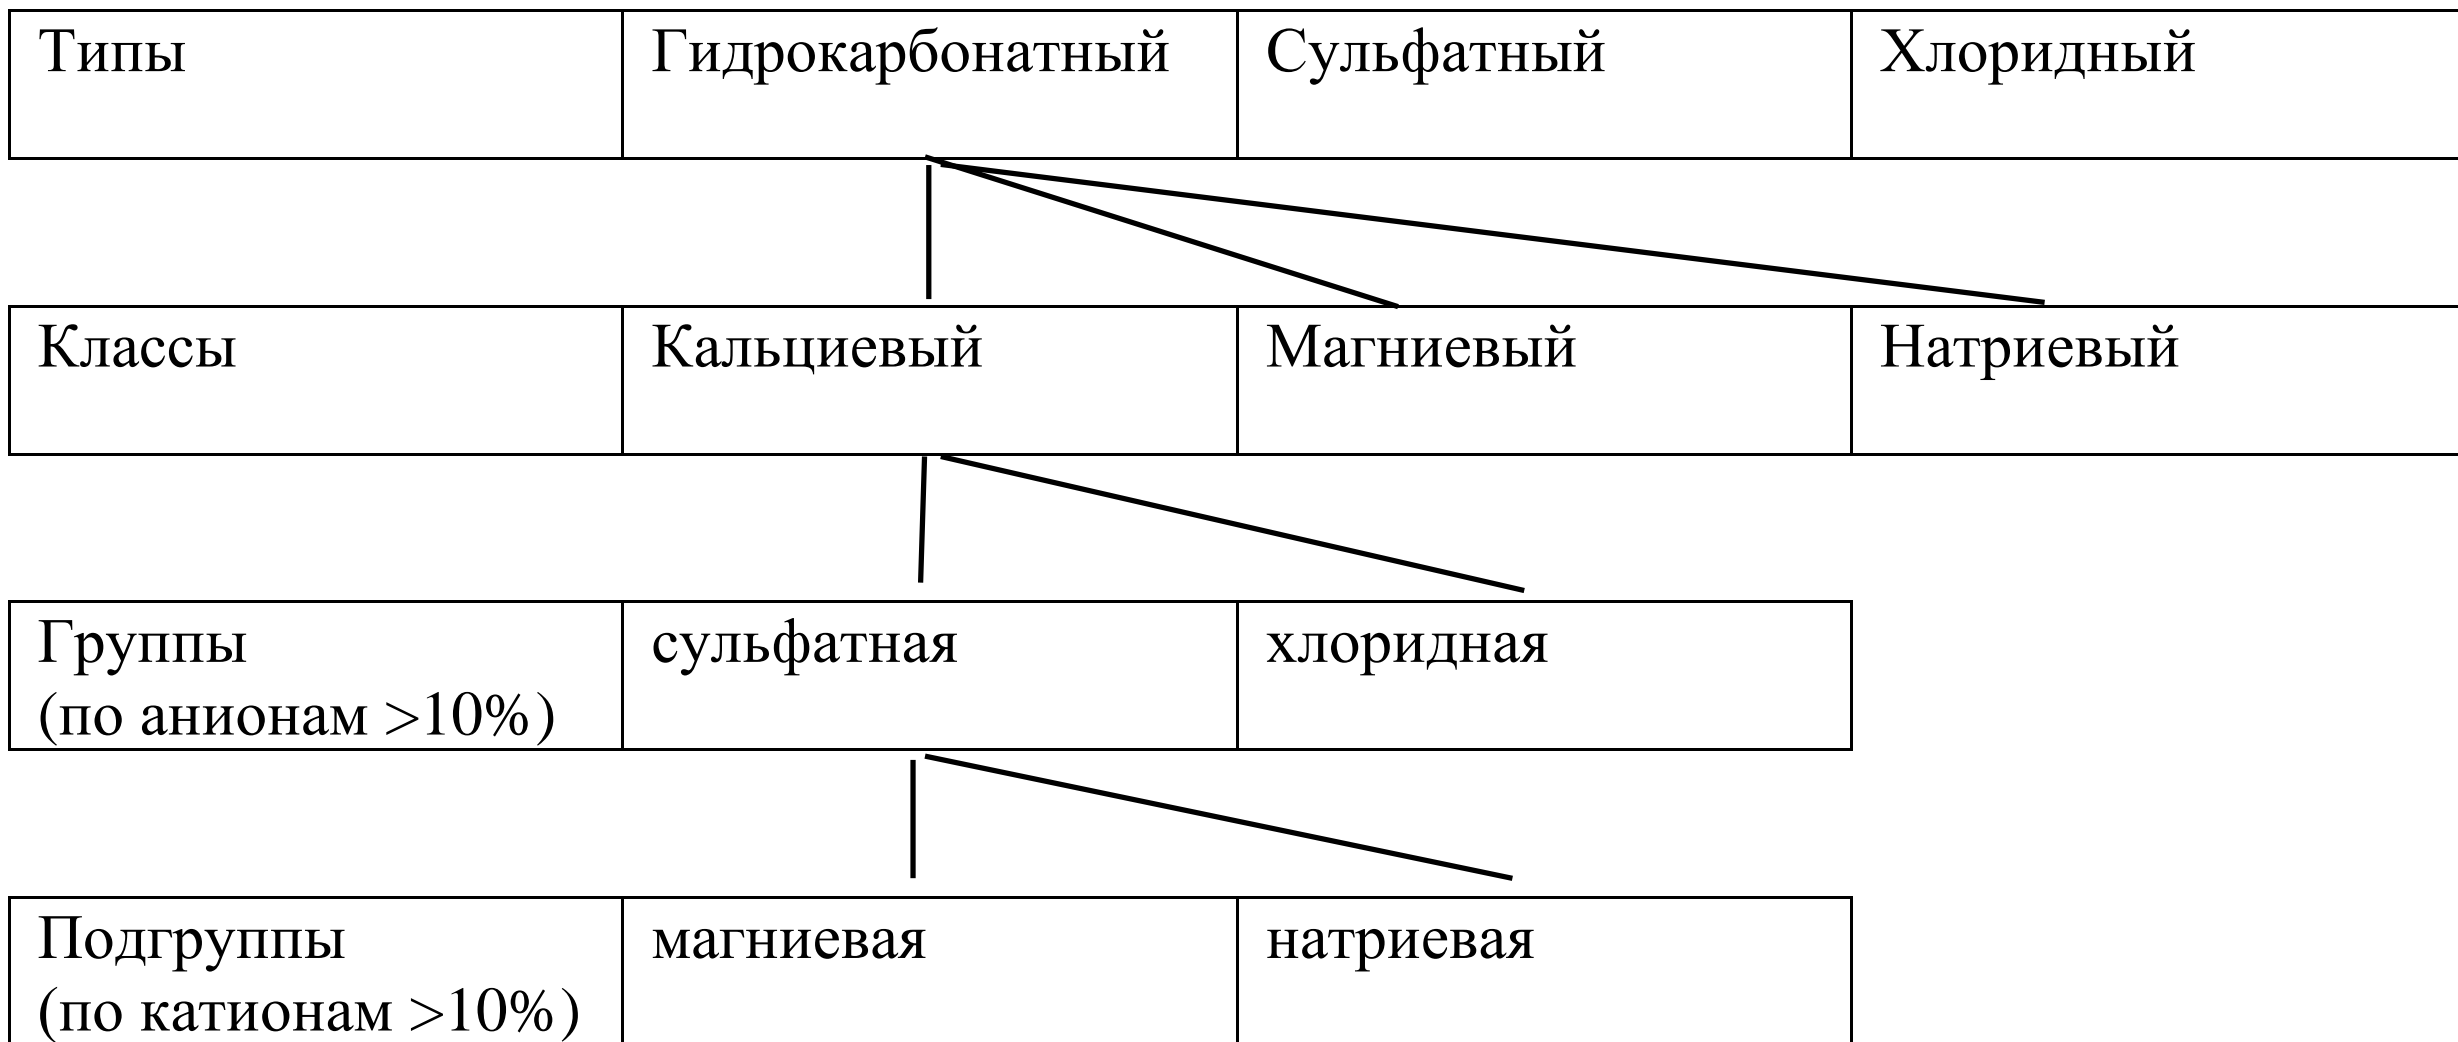 Типы Гидрокарбонатный Сульфатный Хлоридный
Классы Кальциевый Магниевый Натриевый
Группы сульфатная хлоридная
(по анионам >10%)
Подгруппы магниевая натриевая
(по катионам >10%)